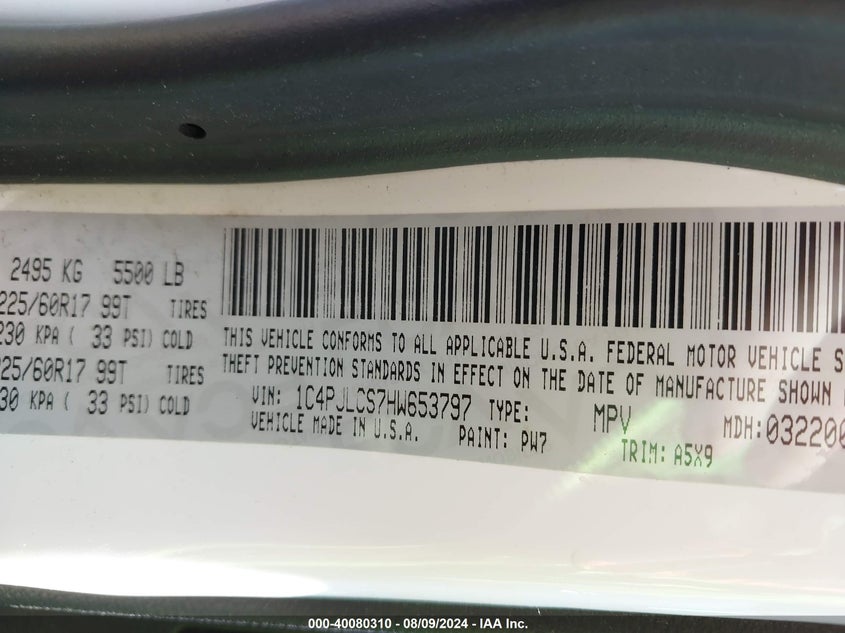 2495 KG 5500 LB
225/60R17 99T TIRES
230 KPA ( 33 PSI) COLD
225/60R17 99T TIRES
230 KPA ( 33 PSI) COLD
THIS VEHICLE CONFORMS TO ALL APPLICABLE U.S.A. FEDERAL MOTOR VEHICLE S
THEFT PREVENTION STANDARDS IN EFFECT ON THE DATE OF MANUFACTURE SHOWN
VIN: 1C4PJLCS7HW653797 TYPE: MPV MDH:032200
VEHICLE MADE IN U.S.A. PAINT: PW7 TRIM: A5X9
000-40080310 - 08/09/2024 - IAA Inc.